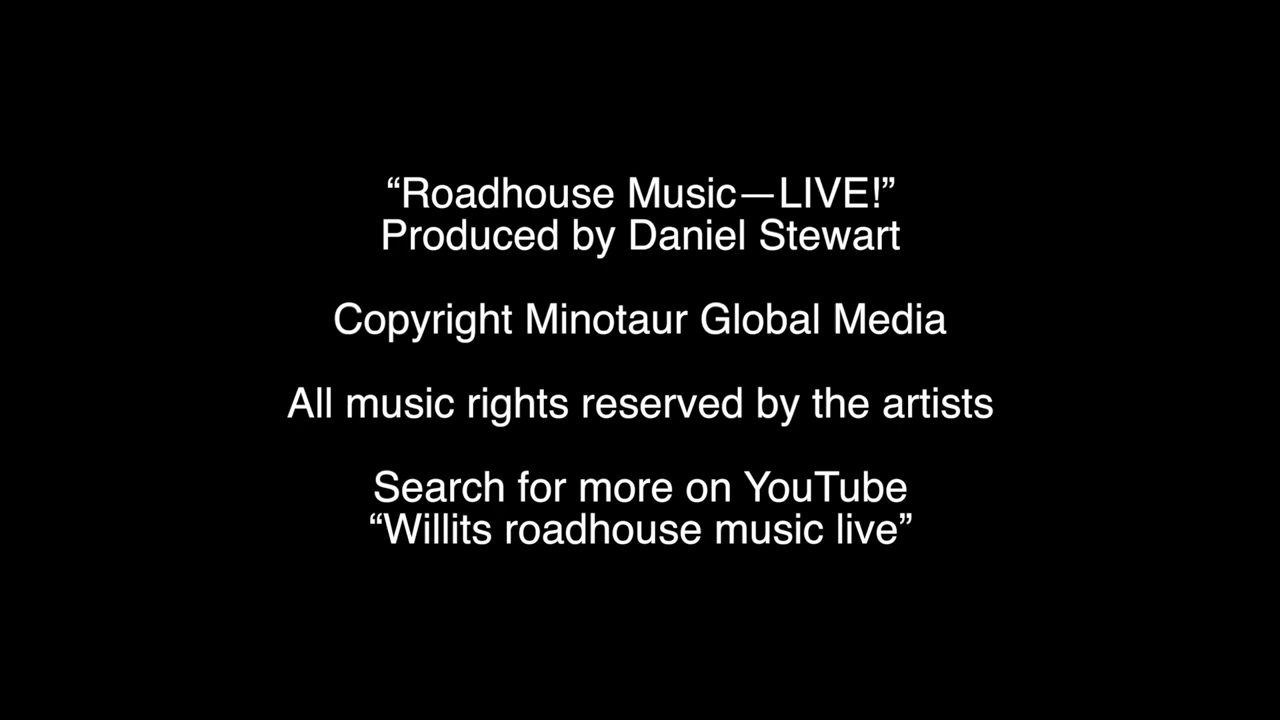 “Roadhouse Music—LIVE!”
Produced by Daniel Stewart
Copyright Minotaur Global Media
All music rights reserved by the artists
Search for more on YouTube
“Willits roadhouse music live”